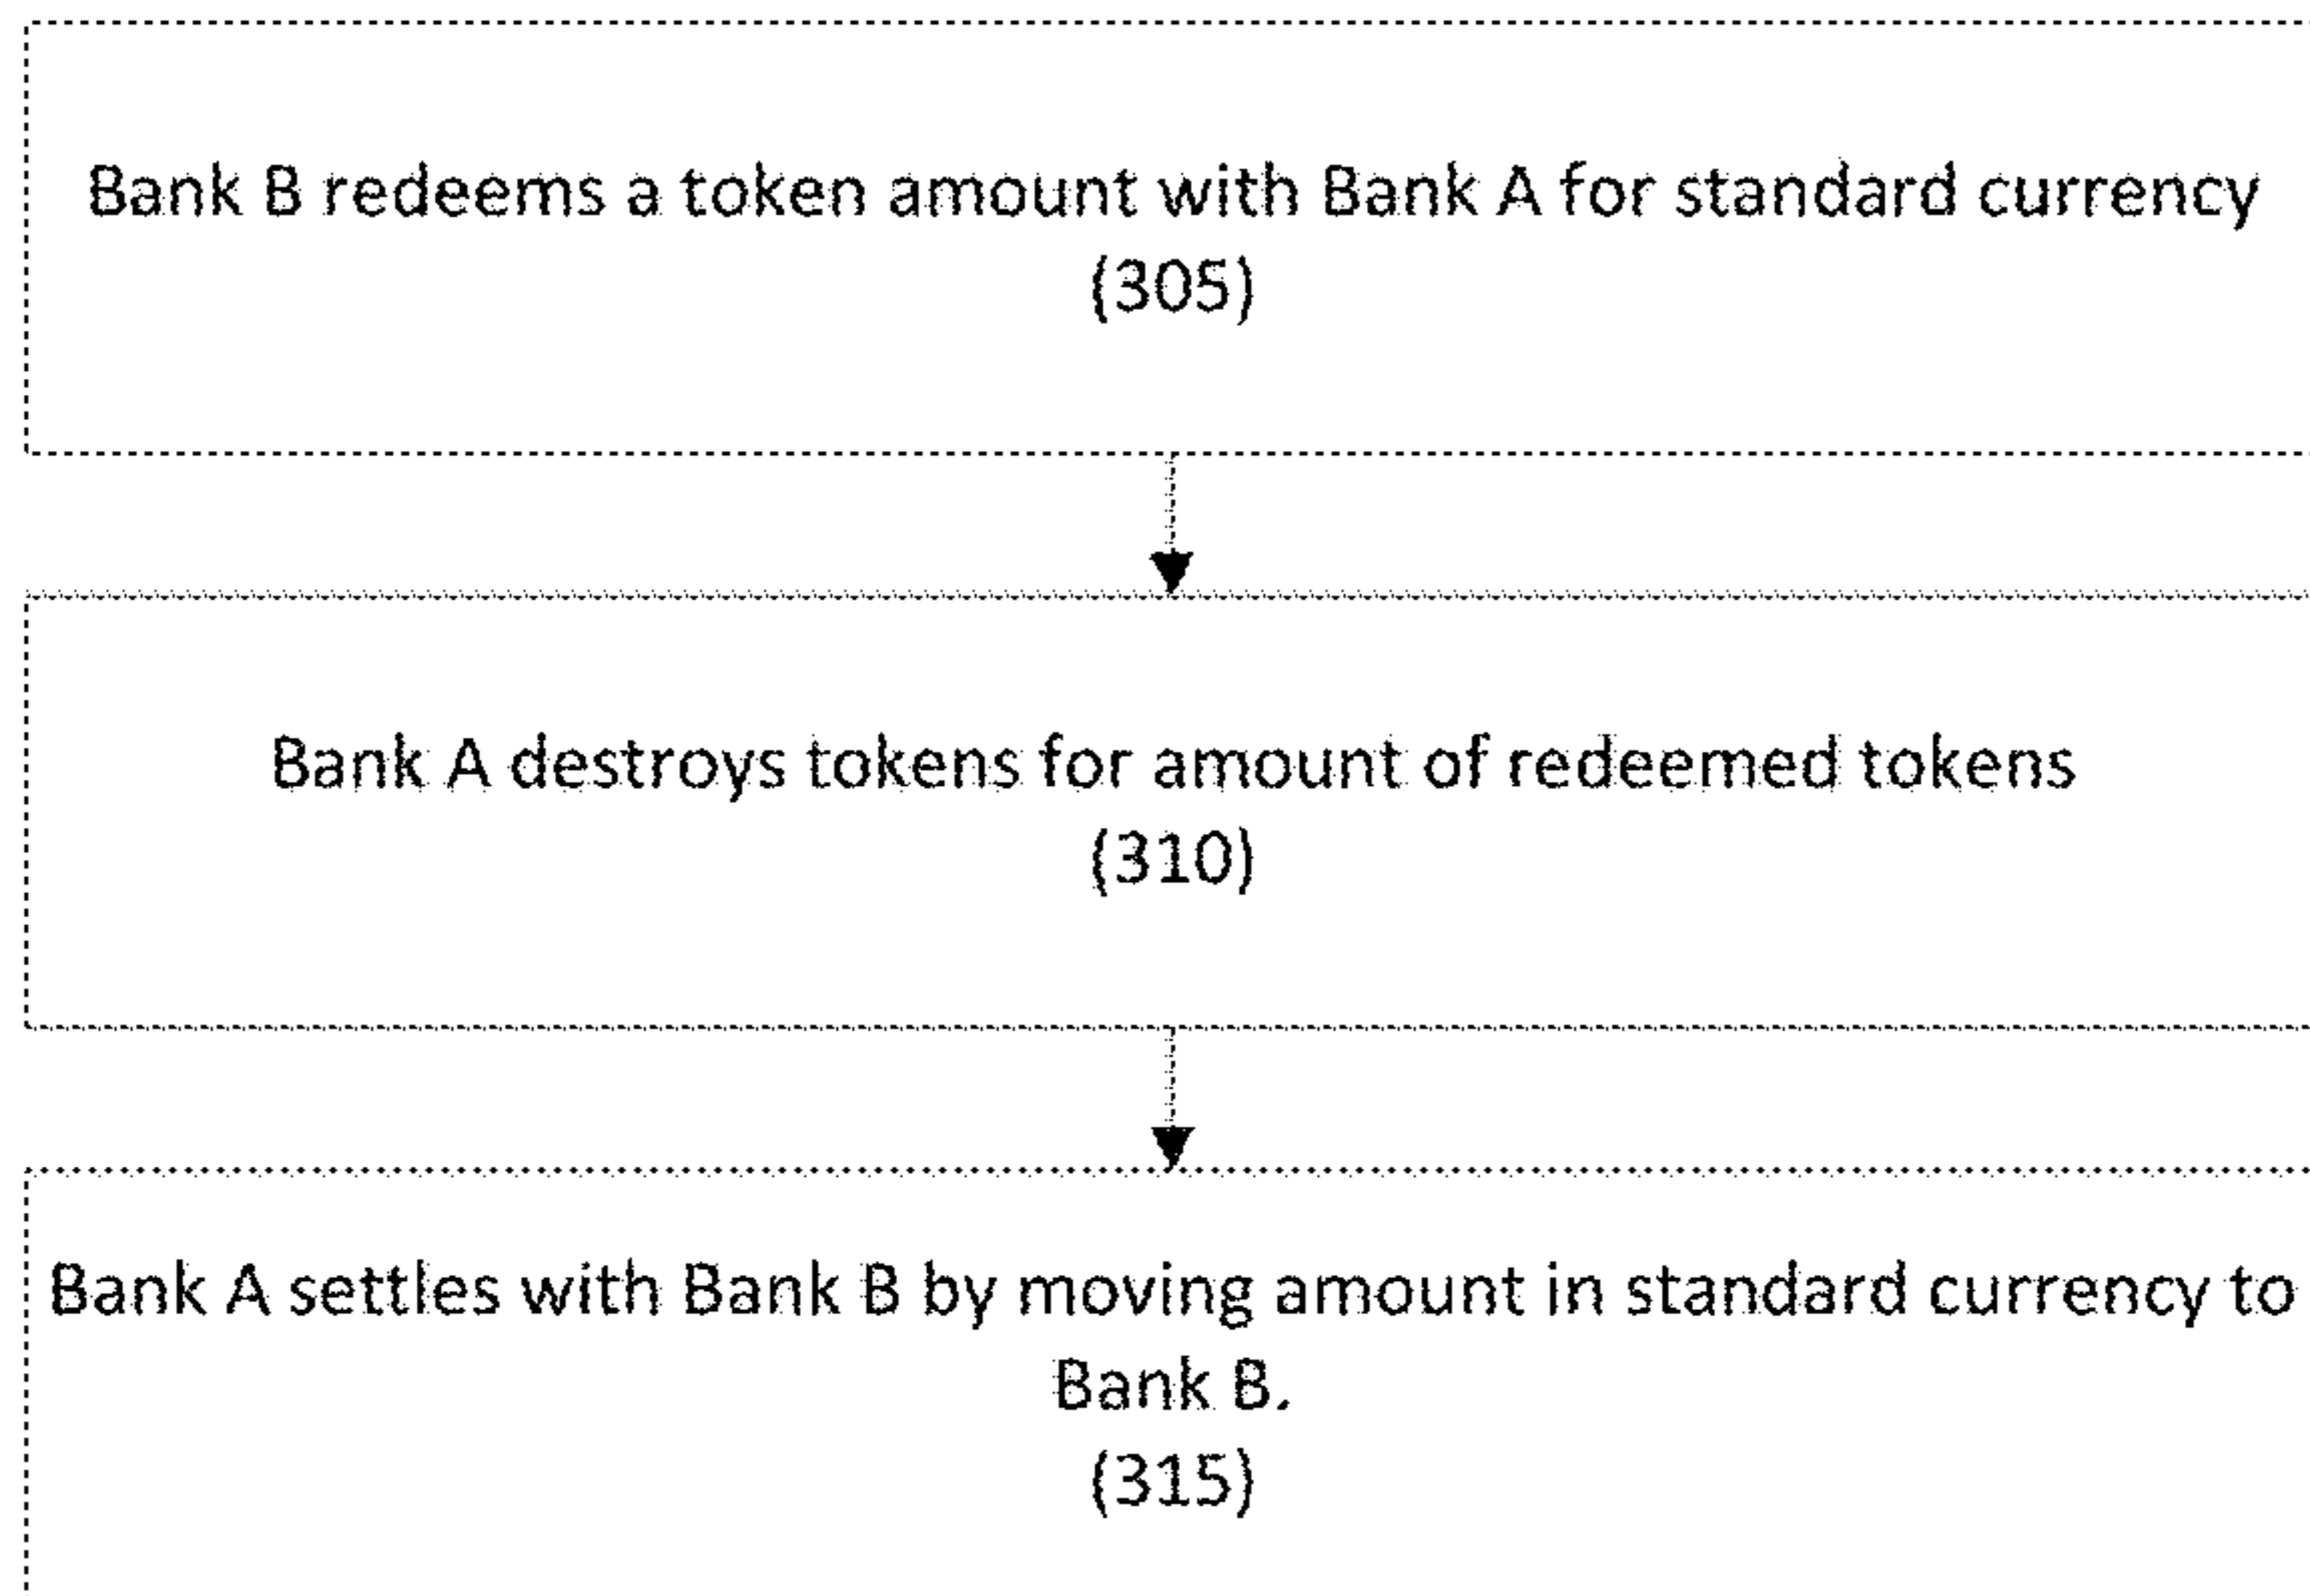 Bank B redeems a token amount with Bank A for standard currency
(305)
Bank A destroys tokens for amount of redeemed tokens
(310)
Bank A settles with Bank B by moving amount in standard currency to
Bank B.
(315)